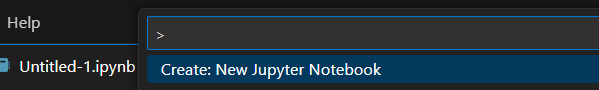 Help
>
Untitled-1.ipynb
Create: New Jupyter Notebook